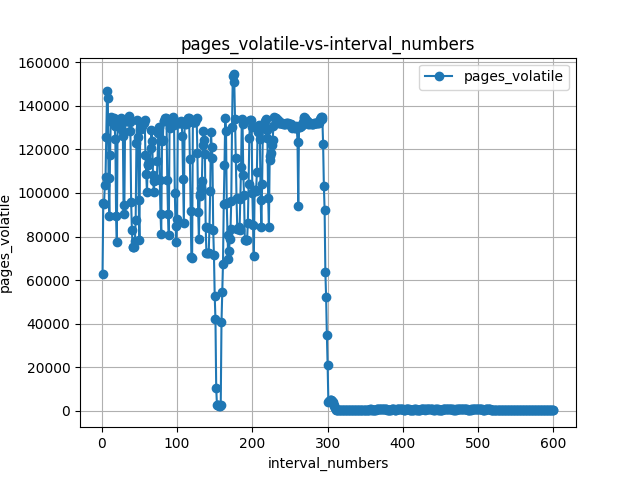 pages_volatile-vs-interval_numbers
pages_volatile
160000
140000
120000
100000
80000
60000
40000
20000
0
pages_volatile
0 100 200 300 400 500 600
interval_numbers